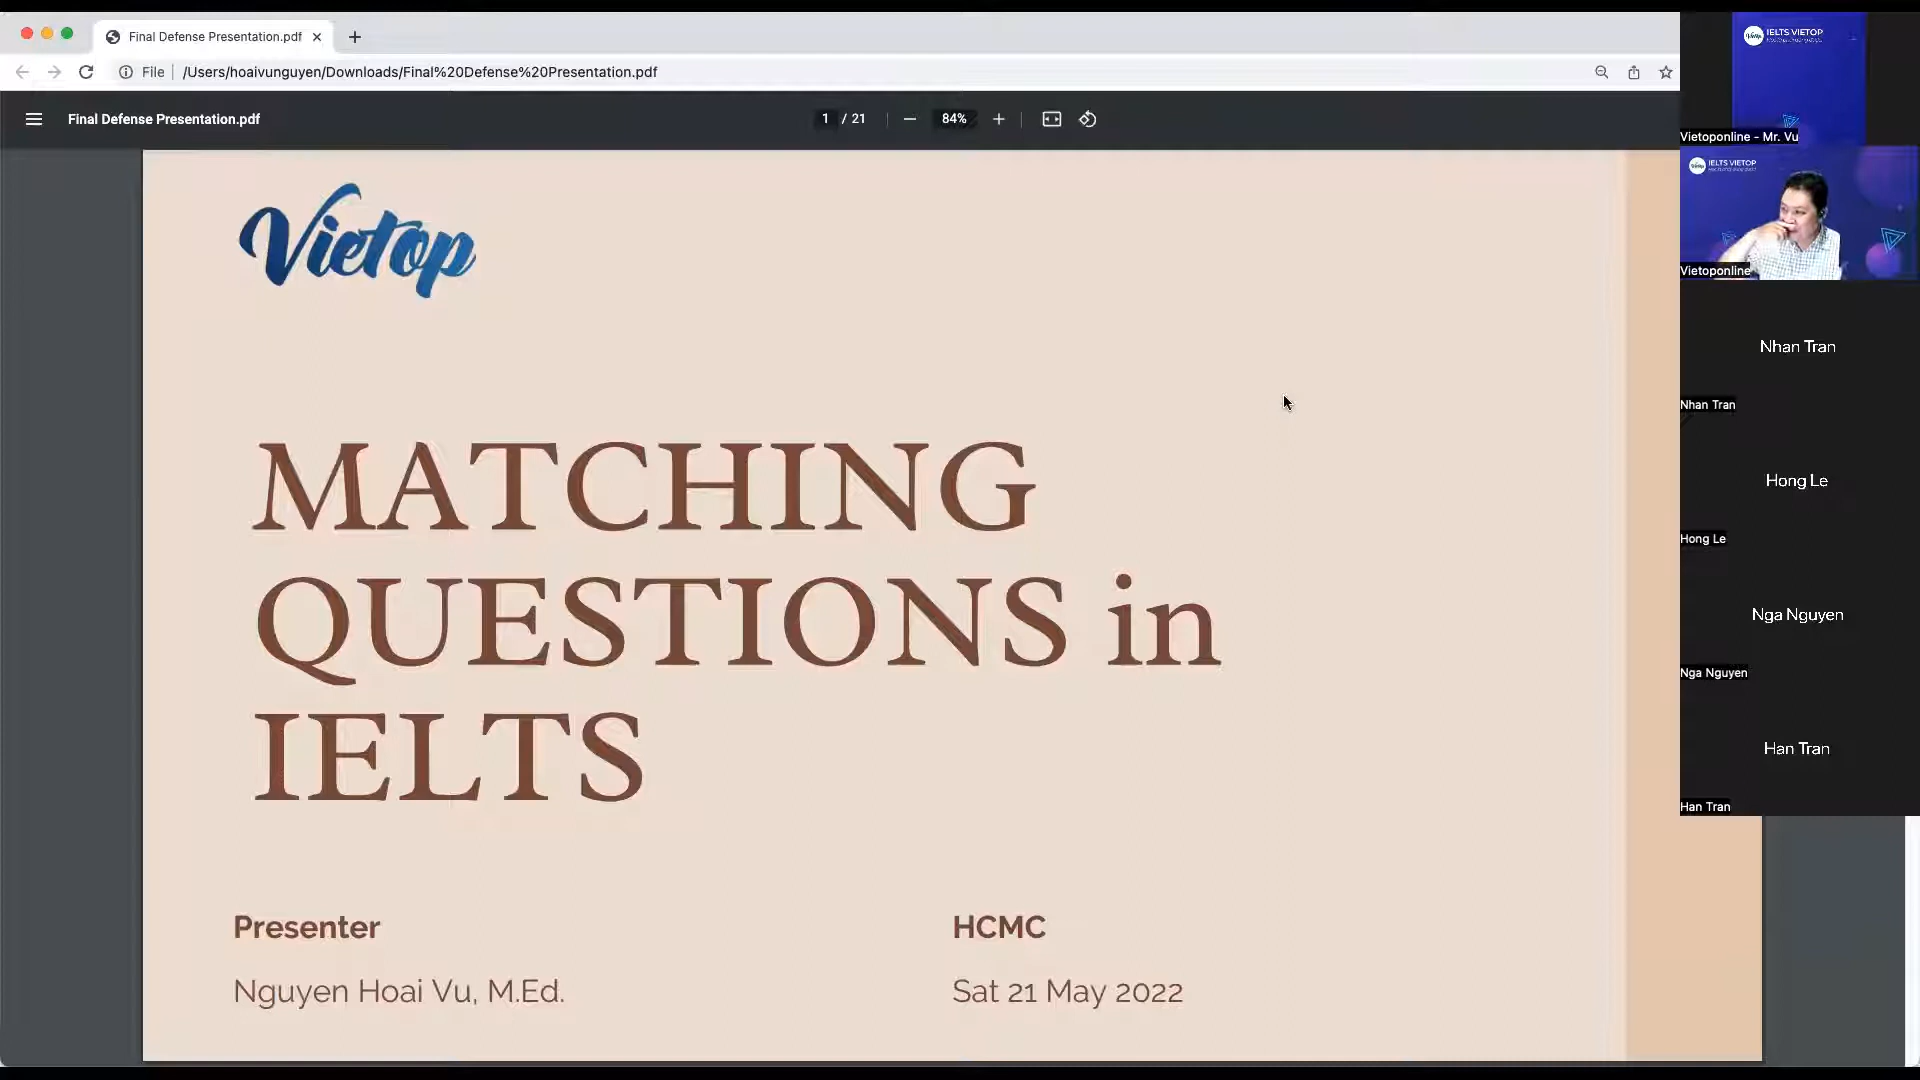 Final Defense Presentation.pdf
File
/Users/hoaivunguyen/Downloads/Final%20Defense%20Presentation.pdf
Final Defense Presentation.pdf
1 / 21
84%
Vietop
MATCHING
QUESTIONS in
IELTS
Presenter
HCMC
Nguyen Hoai Vu, M.Ed.
Sat 21 May 2022
IELTS VIETOP
Vietoponline - Mr. Vu
IELTS VIETOP
Vietoponline
Nhan Tran
Nhan Tran
Hong Le
Hong Le
Nga Nguyen
Nga Nguyen
Han Tran
Han Tran